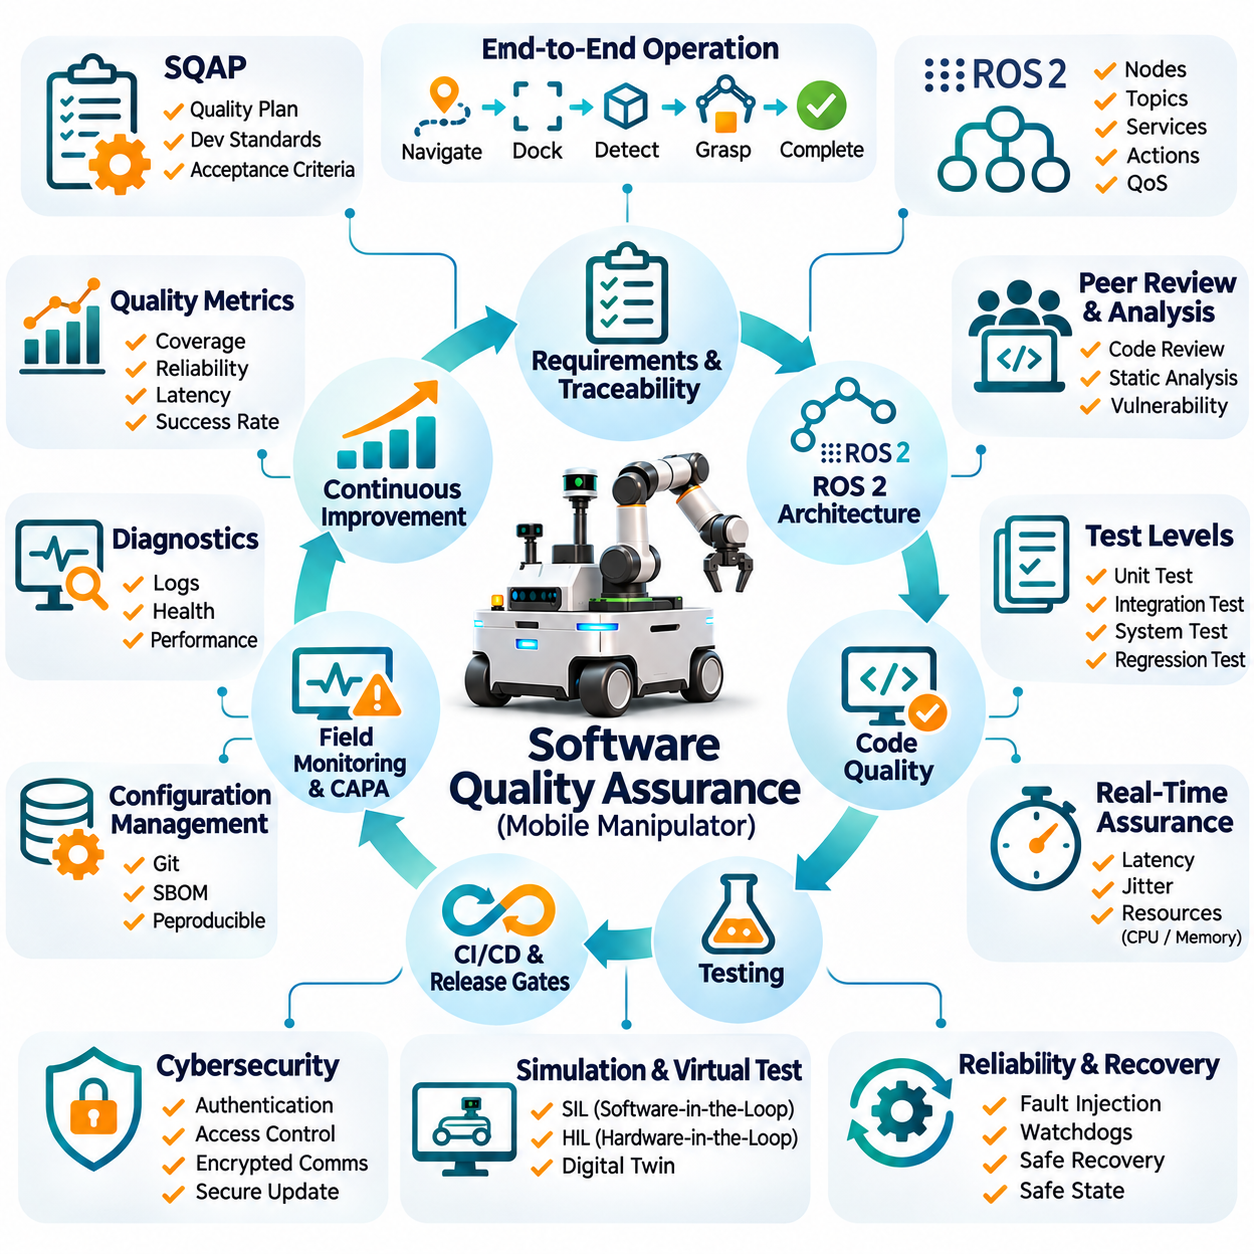 SQAP
Quality Plan
Dev Standards
Acceptance Criteria
End-to-End Operation
Navigate
Dock
Detect
Grasp
Complete
ROS 2
Nodes
Topics
Services
Actions
QoS
Quality Metrics
Coverage
Reliability
Latency
Success Rate
Requirements &
Traceability
Peer Review
& Analysis
Code Review
Static Analysis
Vulnerability
Continuous
Improvement
ROS 2
ROS 2
Architecture
Diagnostics
Logs
Health
Performance
Test Levels
Unit Test
Integration Test
System Test
Regression Test
Field
Monitoring
& CAPA
Software
Quality Assurance
(Mobile Manipulator)
Code
Quality
Configuration
Management
Git
SBOM
Peproducible
Real-Time
Assurance
Latency
Jitter
Resources
(CPU / Memory)
CI/CD &
Release Gates
Testing
Cybersecurity
Authentication
Access Control
Encrypted Comms
Secure Update
Simulation & Virtual Test
SIL (Software-in-the-Loop)
HIL (Hardware-in-the-Loop)
Digital Twin
Reliability & Recovery
Fault Injection
Watchdogs
Safe Recovery
Safe State